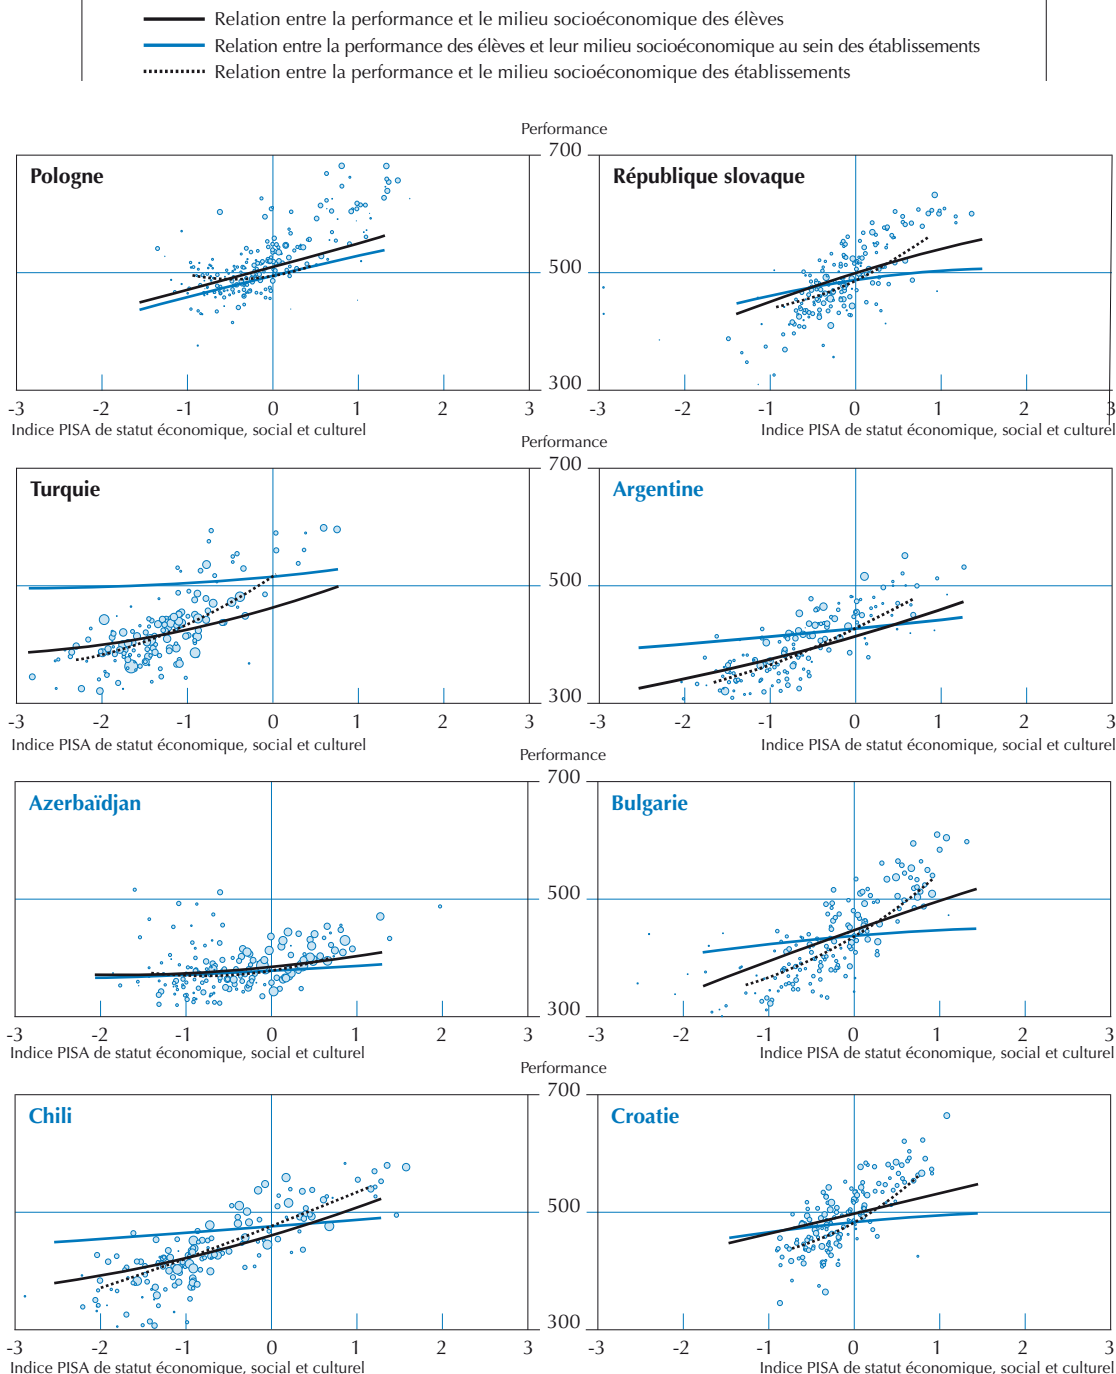 Relation entre la performance et le milieu socioéconomique des élèves
Relation entre la performance des élèves et leur milieu socioéconomique au sein des établissements
Relation entre la performance et le milieu socioéconomique des établissements
Performance
700
Pologne
République slovaque
500
300
-3 -2 -1 0 1 2 3 -3 -2 -1 0 1 2 3
Indice PISA de statut économique, social et culturel Indice PISA de statut économique, social et culturel
Performance
700
Turquie
Argentine
500
300
-3 -2 -1 0 1 2 3 -3 -2 -1 0 1 2 3
Indice PISA de statut économique, social et culturel Indice PISA de statut économique, social et culturel
Performance
700
Azerbaïdjan
Bulgarie
500
300
-3 -2 -1 0 1 2 3 -3 -2 -1 0 1 2 3
Indice PISA de statut économique, social et culturel Indice PISA de statut économique, social et culturel
Performance
700
Chili
Croatie
500
300
-3 -2 -1 0 1 2 3 -3 -2 -1 0 1 2 3
Indice PISA de statut économique, social et culturel Indice PISA de statut économique, social et culturel